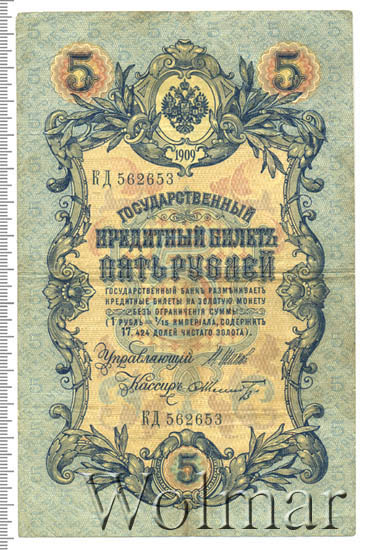 5 5
1909
КД 562653
ГОСУДАРСТВЕННЫЙ
КРЕДИТНЫЙ БИЛЕТЪ
ПЯТЬ РУБЛЕЙ
ГОСУДАРСТВЕННЫЙ БАНКЪ РАЗМѢНИВАЕТЪ
КРЕДИТНЫЕ БИЛЕТЫ НА ЗОЛОТУЮ МОНЕТУ
БЕЗЪ ОГРАНИЧЕНІЯ СУММЫ
(1 РУБЛЬ = 1/15 ИМПЕРІАЛА, СОДЕРЖИТЪ
17,424 ДОЛЕЙ ЧИСТАГО ЗОЛОТА).
Управляющій
Кассиръ
КД 562653
5
5 5
Wolmar